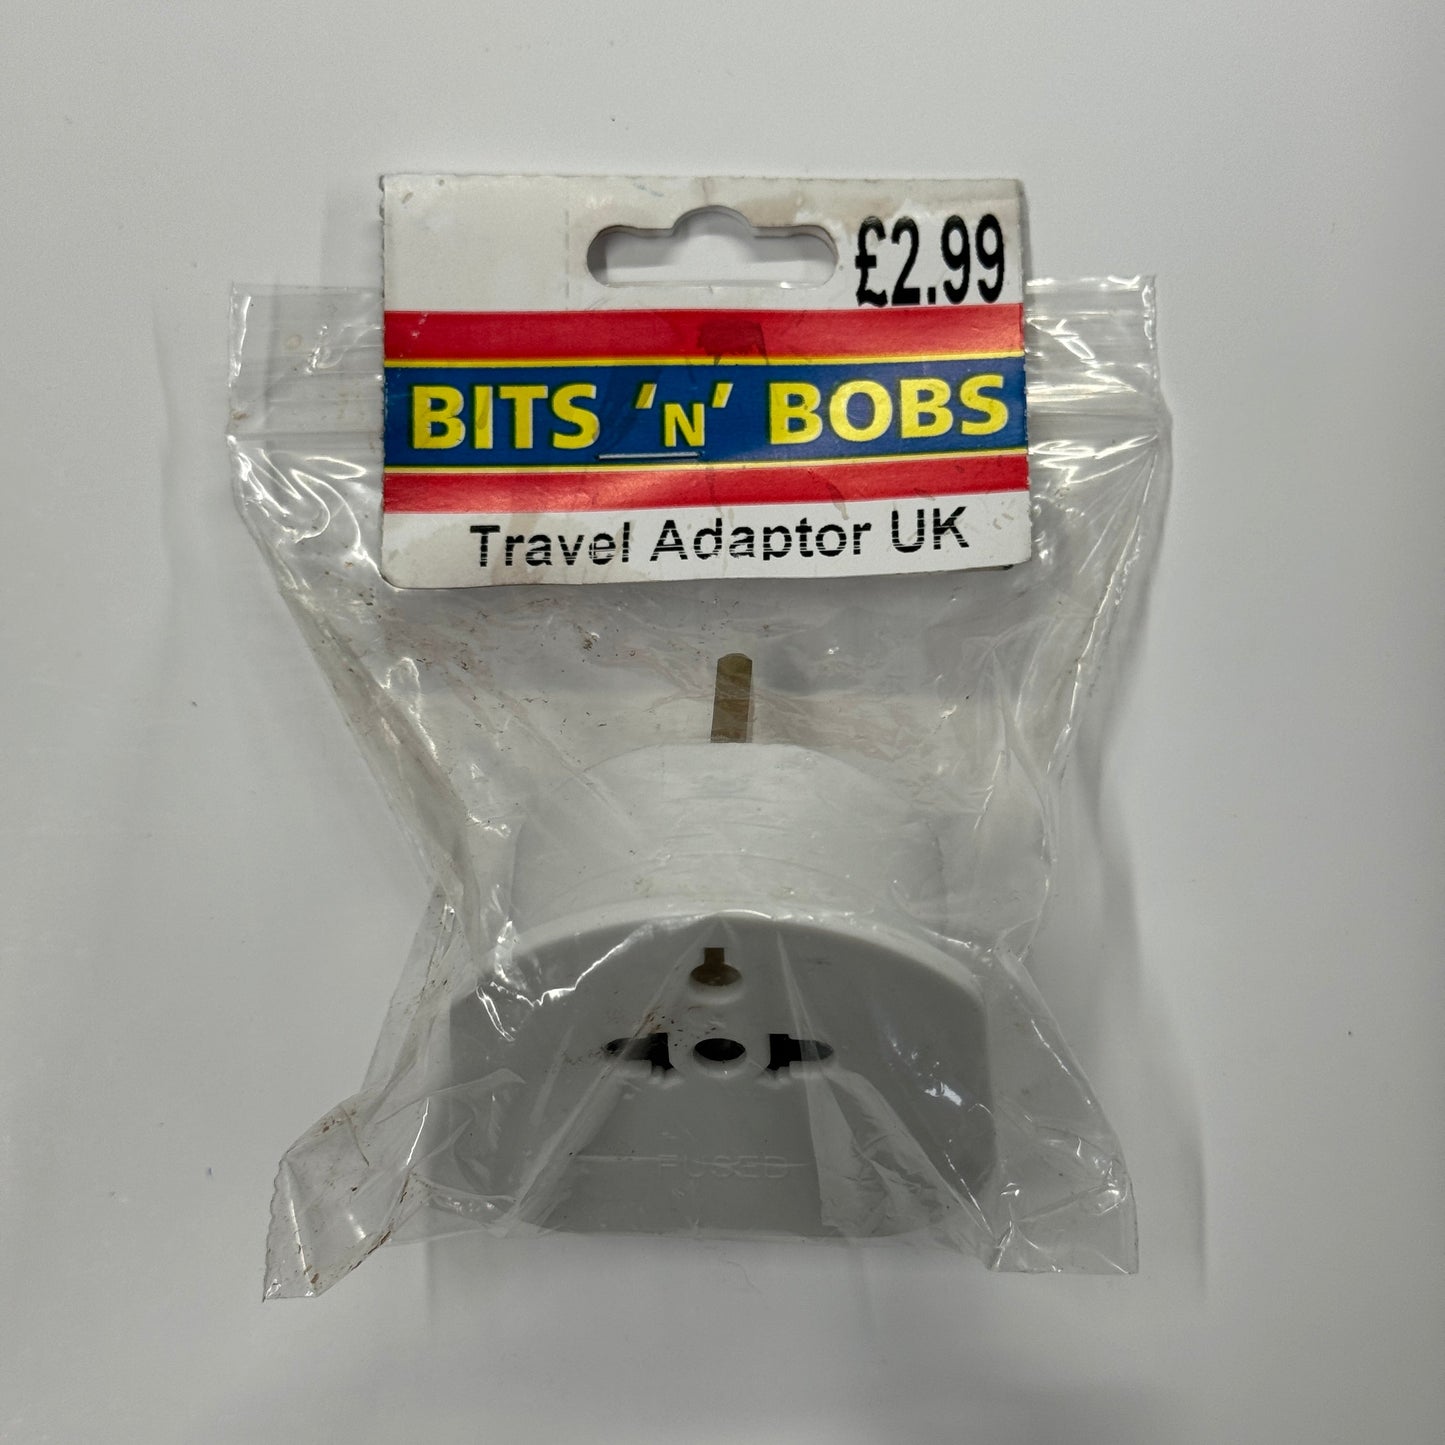 £2.99
BITS 'N' BOBS
Travel Adaptor UK
FUSED